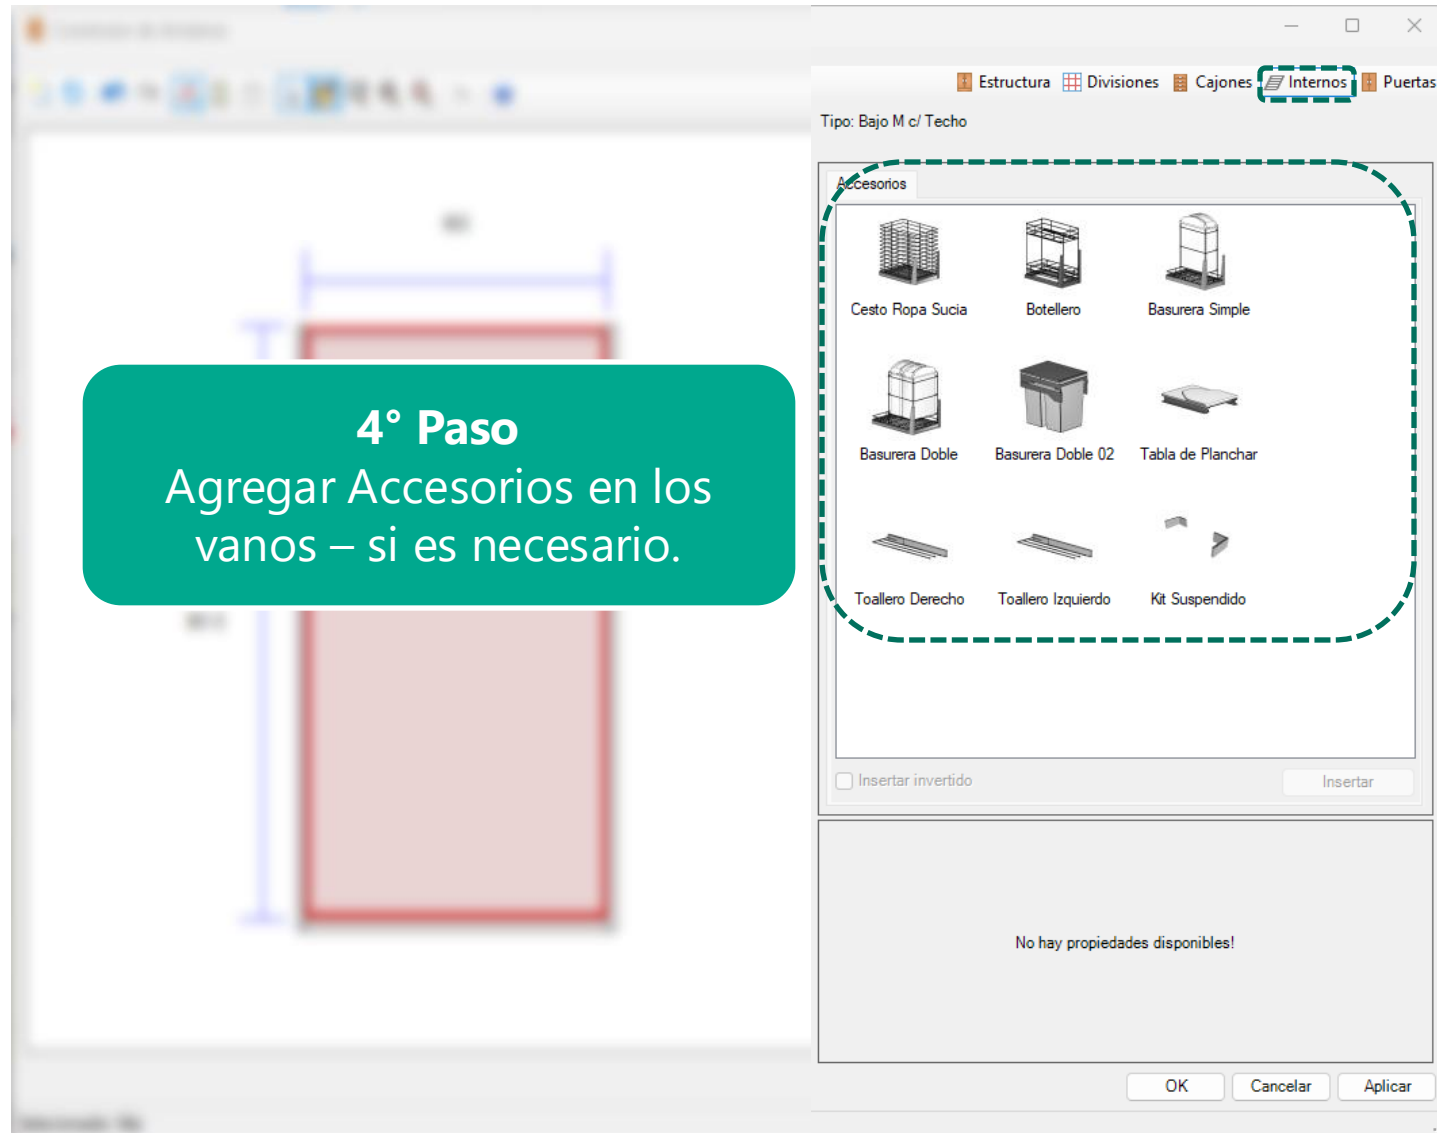 Estructura Divisiones Cajones Internos Puertas
Tipo: Bajo M c/ Techo
Accesorios
Cesto Ropa Sucia Botellero Basurera Simple
4° Paso
Agregar Accesorios en los
vanos – si es necesario.
Basurera Doble Basurera Doble 02 Tabla de Planchar
Toallero Derecho Toallero Izquierdo Kit Suspendido
Insertar invertido Insertar
No hay propiedades disponibles!
OK Cancelar Aplicar